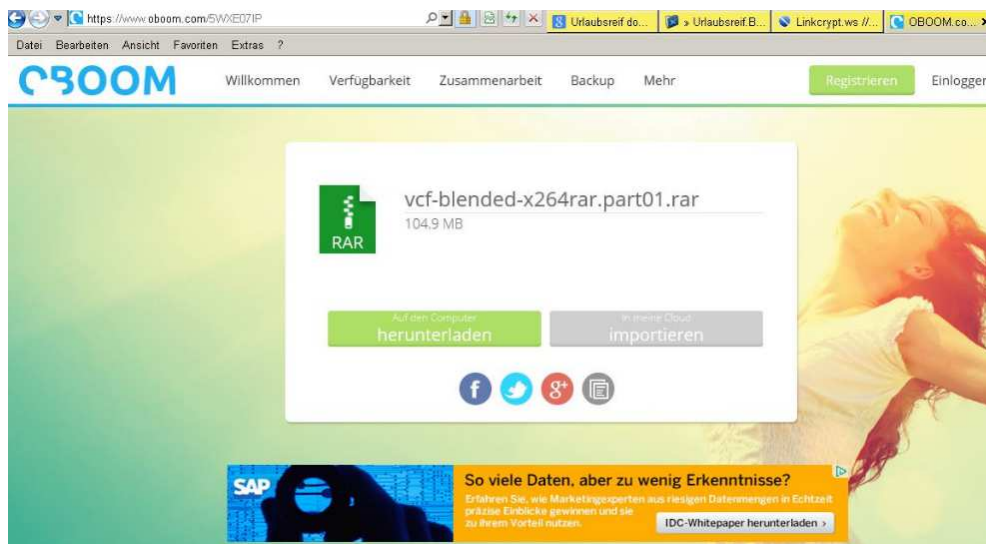 https://www.oboom.com/5WXE07IP
Urlaubsreif do...
» Urlaubsreif.B...
Linkcrypt.ws //...
OBOOM.co...
Datei Bearbeiten Ansicht Favoriten Extras ?
OBOOM
Willkommen Verfügbarkeit Zusammenarbeit Backup Mehr Registrieren Einlogger
vcf-blended-x264rar.part01.rar
104.9 MB
RAR
Auf den Computer
herunterladen
In meine Cloud
importieren
f
8+
SAP
So viele Daten, aber zu wenig Erkenntnisse?
Erfahren Sie, wie Marketingexperten aus riesigen Datenmengen in Echtzeit
präzise Einblicke gewinnen und sie
zu ihrem Vorteil nutzen.
IDC-Whitepaper herunterladen ›